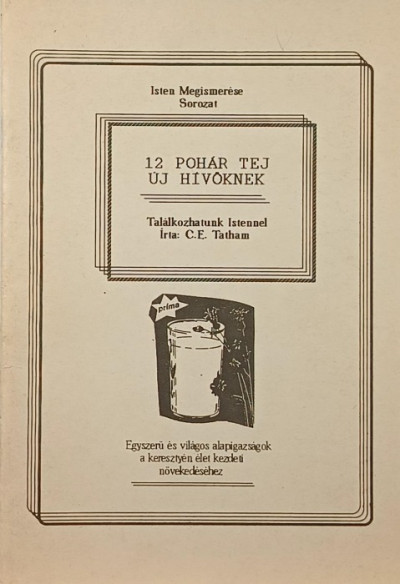 Isten Megismerése
Sorozat
12 POHÁR TEJ
ÚJ HÍVŐKNEK
Találkozhatunk Istennel
Írta: C.E. Tatham
prima
Egyszerű és világos alapigazságok
a keresztyén élet kezdeti
növekedéséhez